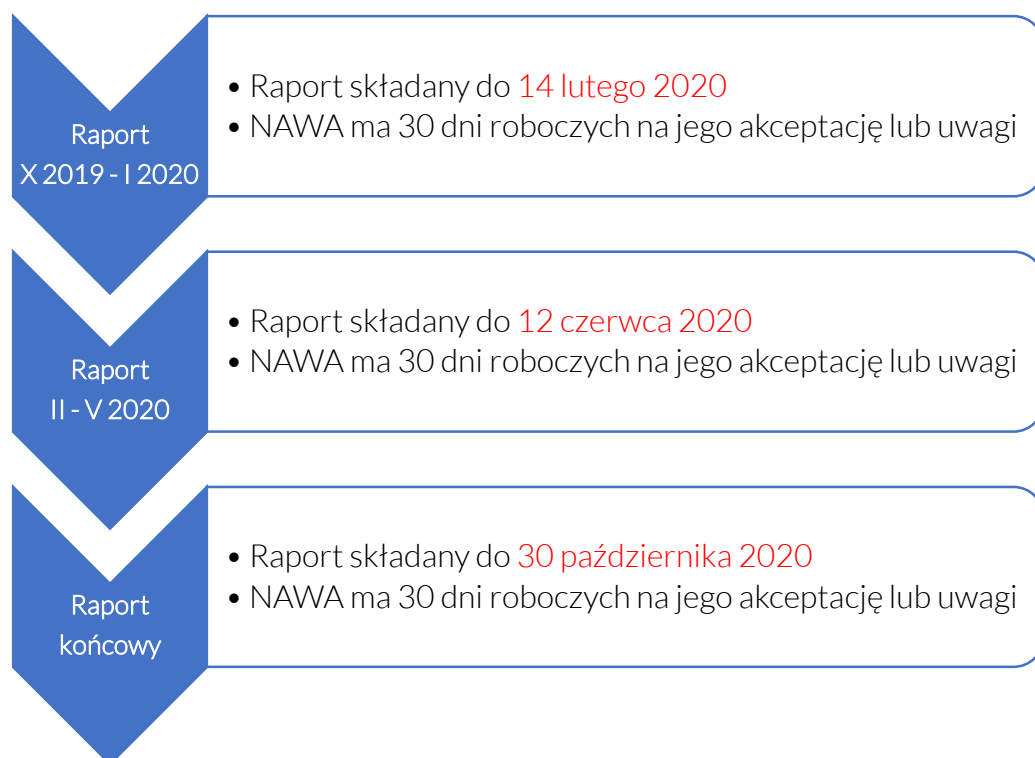 Raport
X 2019 - I 2020
• Raport składany do 14 lutego 2020
• NAWA ma 30 dni roboczych na jego akceptację lub uwagi
Raport
II - V 2020
• Raport składany do 12 czerwca 2020
• NAWA ma 30 dni roboczych na jego akceptację lub uwagi
Raport
końcowy
• Raport składany do 30 października 2020
• NAWA ma 30 dni roboczych na jego akceptację lub uwagi